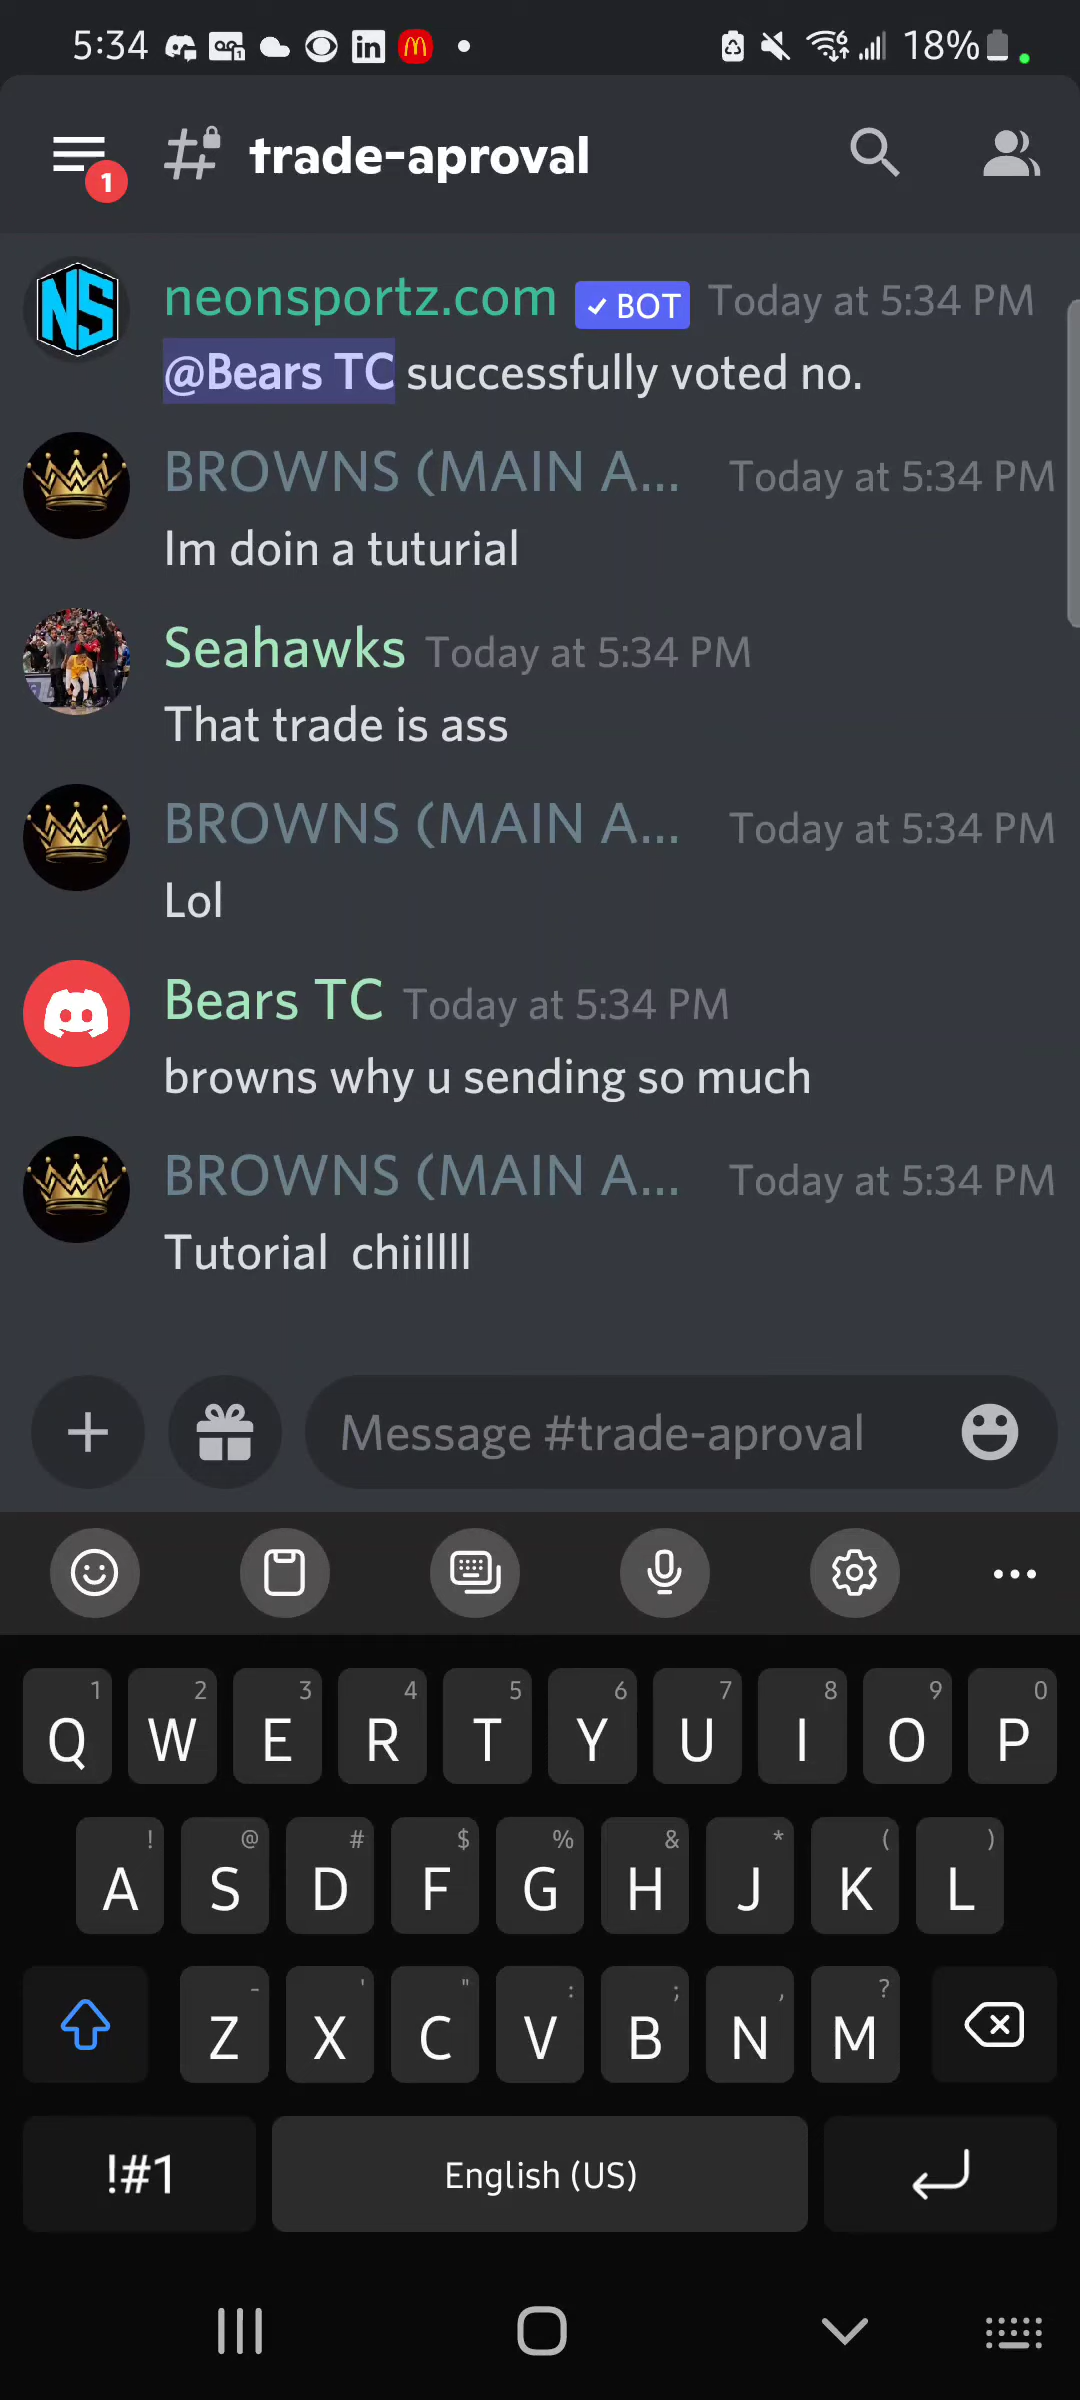 5:34 18%
1 trade-aproval
neonsportz.com BOT Today at 5:34 PM
@Bears TC successfully voted no.
BROWNS (MAIN A... Today at 5:34 PM
Im doin a tuturial
Seahawks Today at 5:34 PM
That trade is ass
BROWNS (MAIN A... Today at 5:34 PM
Lol
Bears TC Today at 5:34 PM
browns why u sending so much
BROWNS (MAIN A... Today at 5:34 PM
Tutorial chiillll
Message #trade-aproval
1 2 3 4 5 6 7 8 9 0
Q W E R T Y U I O P
! @ # $ % & * ( )
A S D F G H J K L
- ' " : ; , ?
Z X C V B N M
!#1 English (US)